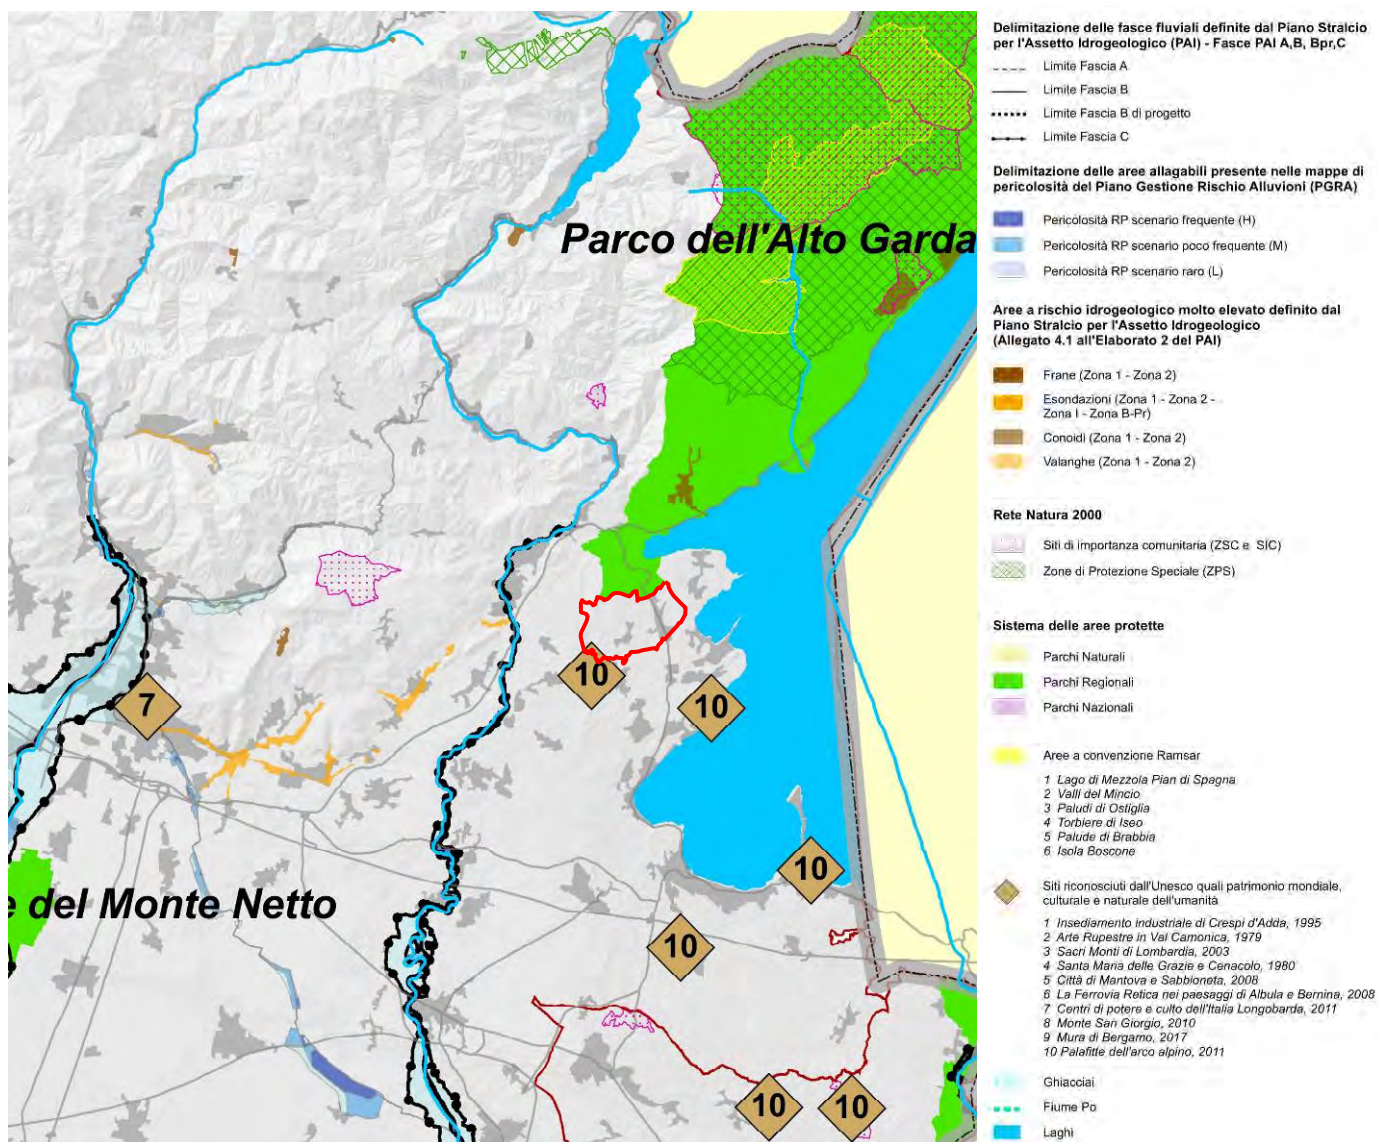 Parco dell'Alto Garda
10
10
7
10
e del Monte Netto
10
10
10
Delimitazione delle fasce fluviali definite dal Piano Stralcio
per l'Assetto Idrogeologico (PAI) - Fasce PAI A,B, Bpr,C
Limite Fascia A
Limite Fascia B
Limite Fascia B di progetto
Limite Fascia C
Delimitazione delle aree allagabili presente nelle mappe di
pericolosità del Piano Gestione Rischio Alluvioni (PGRA)
Pericolosità RP scenario frequente (H)
Pericolosità RP scenario poco frequente (M)
Pericolosità RP scenario raro (L)
Aree a rischio idrogeologico molto elevato definito dal
Piano Stralcio per l'Assetto Idrogeologico
(Allegato 4.1 all'Elaborato 2 del PAI)
Frane (Zona 1 - Zona 2)
Esondazioni (Zona 1 - Zona 2 -
Zona I - Zona B-Pr)
Conoidi (Zona 1 - Zona 2)
Valanghe (Zona 1 - Zona 2)
Rete Natura 2000
Siti di importanza comunitaria (ZSC e SIC)
Zone di Protezione Speciale (ZPS)
Sistema delle aree protette
Parchi Naturali
Parchi Regionali
Parchi Nazionali
Aree a convenzione Ramsar
1 Lago di Mezzola Pian di Spagna
2 Valli del Mincio
3 Paludi di Ostiglia
4 Torbiere di Iseo
5 Palude di Brabbia
6 Isola Boscone
Siti riconosciuti dall'Unesco quali patrimonio mondiale,
culturale e naturale dell'umanità
1 Insediamento industriale di Crespi d'Adda, 1995
2 Arte Rupestre in Val Camonica, 1979
3 Sacri Monti di Lombardia, 2003
4 Santa Maria delle Grazie e Cenacolo, 1980
5 Città di Mantova e Sabbioneta, 2008
6 La Ferrovia Retica nei paesaggi di Albula e Bernina, 2008
7 Centri di potere e culto dell'Italia Longobarda, 2011
8 Monte San Giorgio, 2010
9 Mura di Bergamo, 2017
10 Palafitte dell'arco alpino, 2011
Ghiacciai
Fiume Po
Laghi